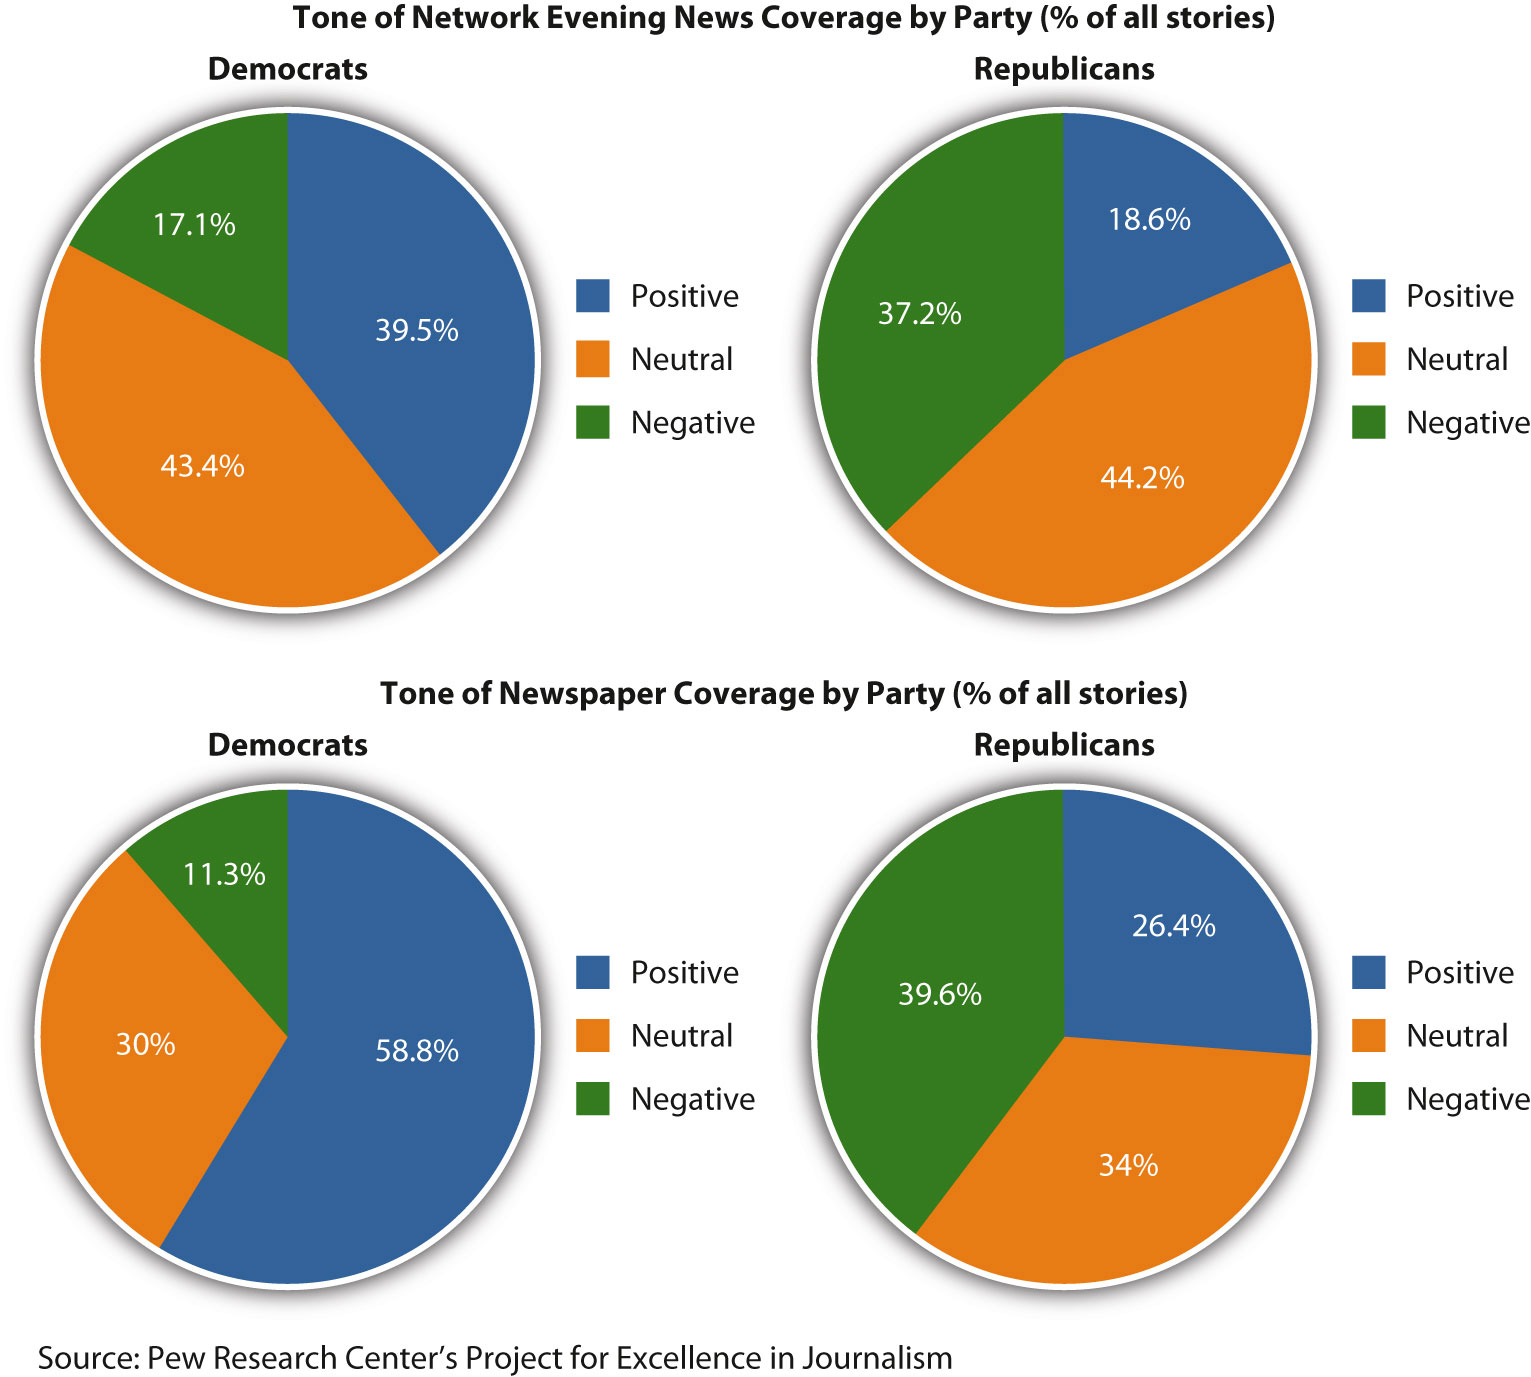 Tone of Network Evening News Coverage by Party (% of all stories)
Democrats
17.1%
39.5%
43.4%
Positive
Neutral
Negative
Republicans
18.6%
37.2%
44.2%
Positive
Neutral
Negative
Tone of Newspaper Coverage by Party (% of all stories)
Democrats
11.3%
30%
58.8%
Positive
Neutral
Negative
Republicans
26.4%
39.6%
34%
Positive
Neutral
Negative
Source: Pew Research Center’s Project for Excellence in Journalism